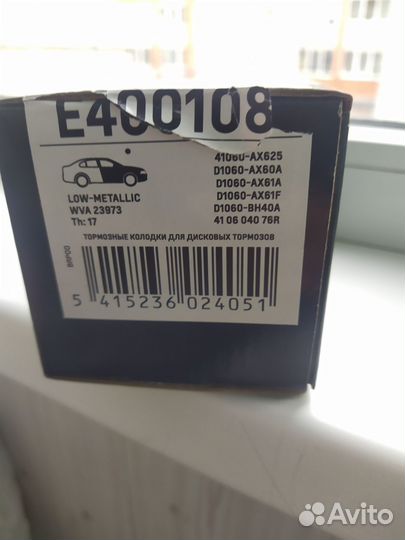 E400108
41060-AX625
D1060-AX60A
D1060-AX61A
D1060-AX61F
D1060-BH40A
41 06 040 76R
LOW-METALLIC
WVA 23973
Th: 17
ТОРМОЗНЫЕ КОЛОДКИ ДЛЯ ДИСКОВЫХ ТОРМОЗОВ
BRP00
5 415236 024051
Avito